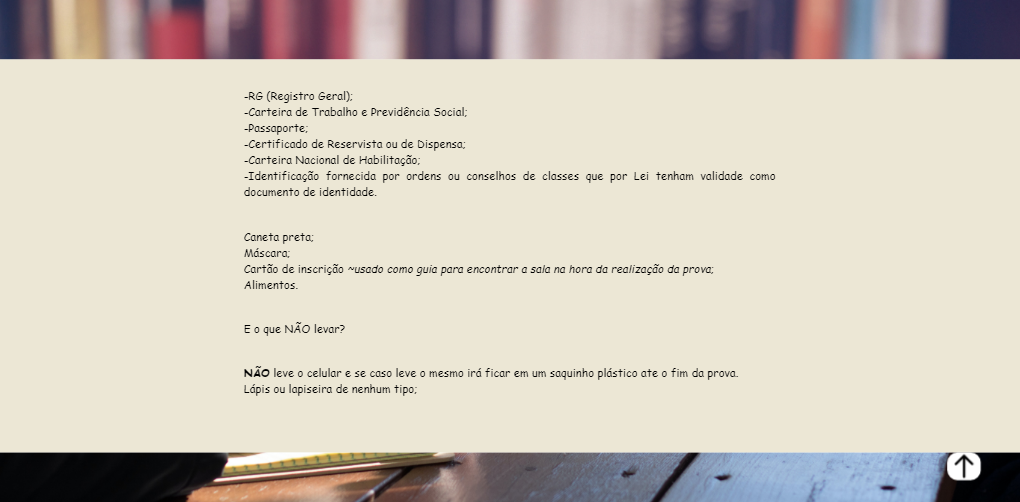 -RG (Registro Geral);
-Carteira de Trabalho e Previdência Social;
-Passaporte;
-Certificado de Reservista ou de Dispensa;
-Carteira Nacional de Habilitação;
-Identificação fornecida por ordens ou conselhos de classes que por Lei tenham validade como
documento de identidade.
Caneta preta;
Máscara;
Cartão de inscrição ~usado como guia para encontrar a sala na hora da realização da prova;
Alimentos.
E o que NÃO levar?
NÃO leve o celular e se caso leve o mesmo irá ficar em um saquinho plástico ate o fim da prova.
Lápis ou lapiseira de nenhum tipo;